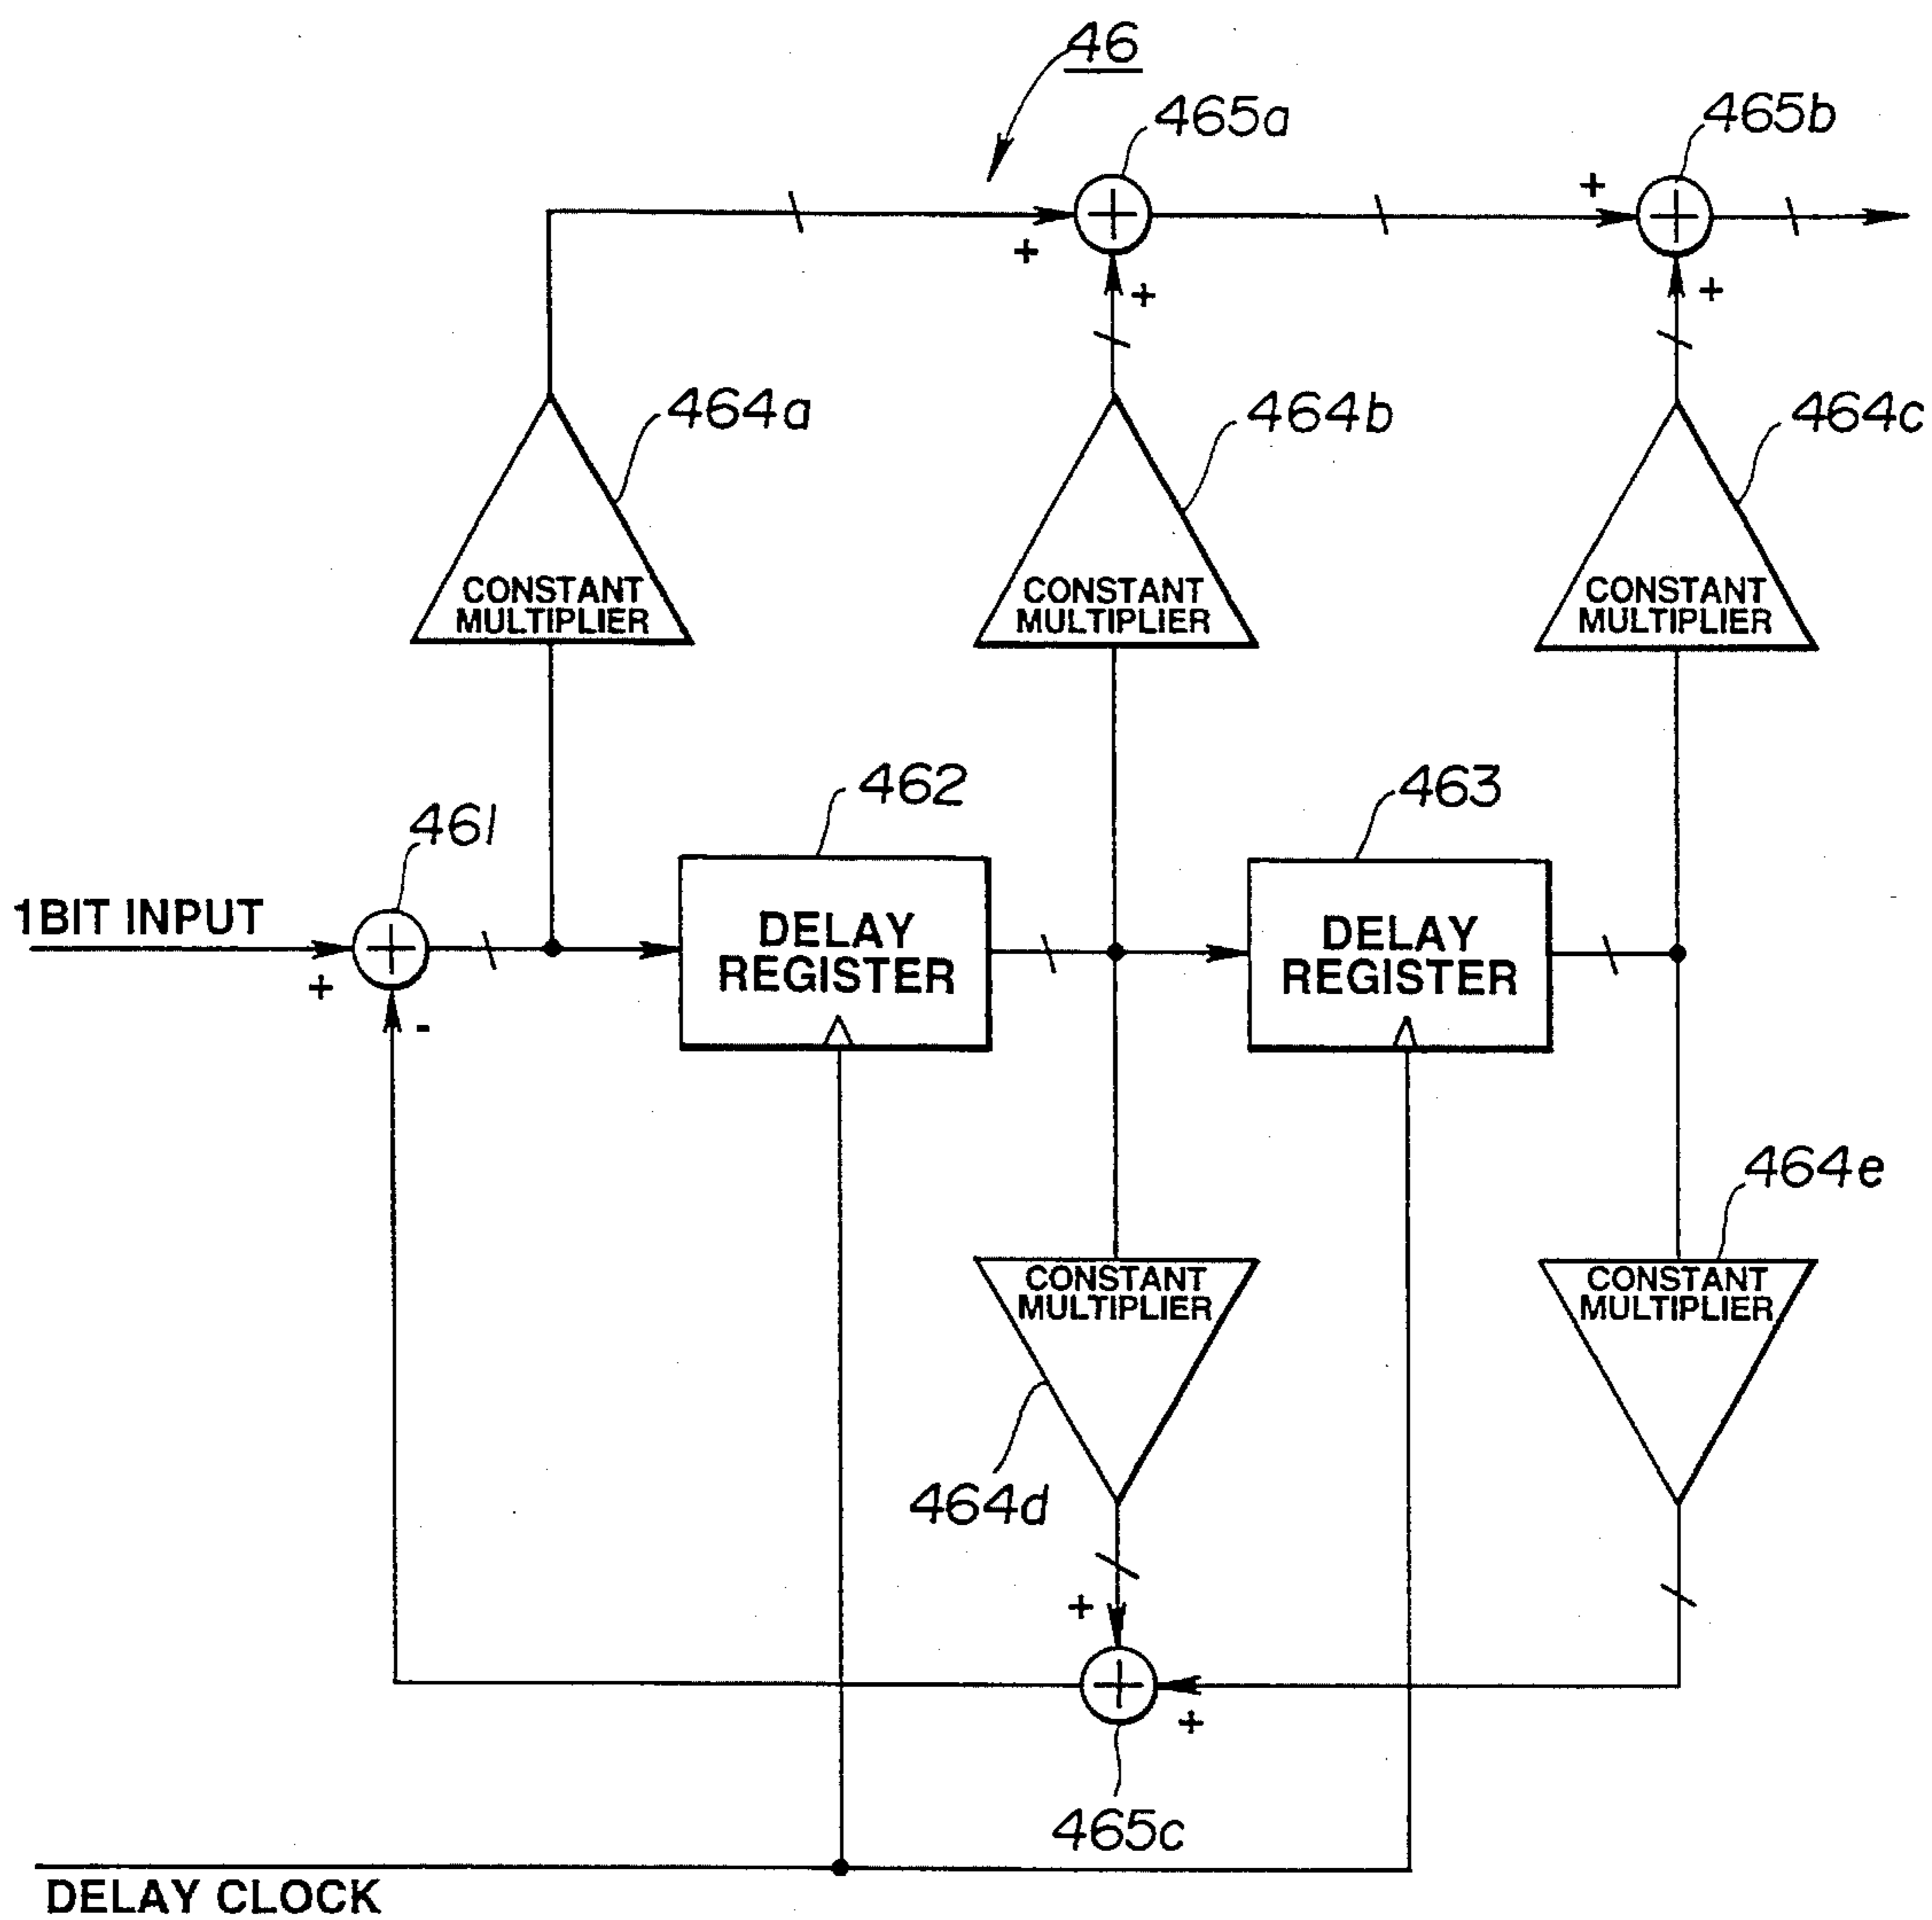 46
465a
465b
+
+
+
+
464a
464b
464c
CONSTANT
MULTIPLIER
CONSTANT
MULTIPLIER
CONSTANT
MULTIPLIER
461
462
463
1BIT INPUT
+
-
DELAY
REGISTER
DELAY
REGISTER
464e
CONSTANT
MULTIPLIER
CONSTANT
MULTIPLIER
464d
+
+
465c
DELAY CLOCK